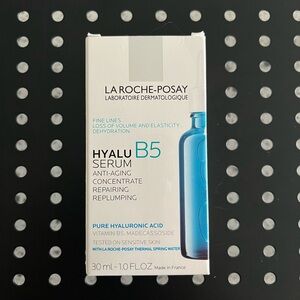 LA ROCHE-POSAY
LABORATOIRE DERMATOLOGIQUE
FINE LINES
LOSS OF VOLUME AND ELASTICITY
DEHYDRATION
HYALU B5
SERUM
ANTI-AGING
CONCENTRATE
REPAIRING
REPLUMPING
PURE HYALURONIC ACID
VITAMIN B5. MADECASSOSIDE
TESTED ON SENSITIVE SKIN
WITH LA ROCHE-POSAY THERMAL SPRING WATER
30 mL - 1.0 FL.OZ Made in France